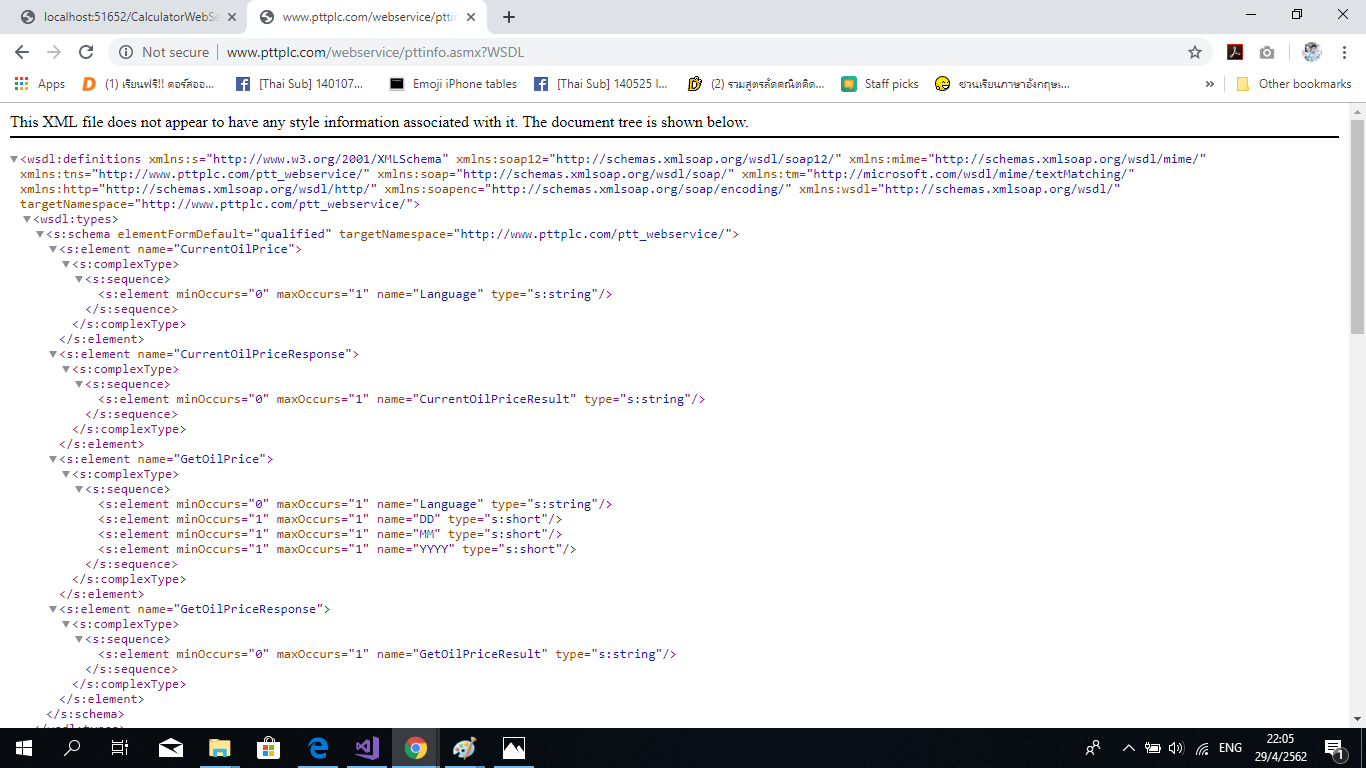 localhost:51652/CalculatorWebSe
www.pttplc.com/webservice/pttin
Not secure
www.pttplc.com/webservice/pttinfo.asmx?WSDL
Apps
(1) เรียนฟรี!! คอร์สออ...
[Thai Sub] 140107...
Emoji iPhone tables
[Thai Sub] 140525 l...
(2) รวมสูตรลัดคณิตคิด...
Staff picks
ชวนเรียนภาษาอังกฤษเ...
»
Other bookmarks
This XML file does not appear to have any style information associated with it. The document tree is shown below.
<wsdl:definitions xmlns:s="http://www.w3.org/2001/XMLSchema" xmlns:soap12="http://schemas.xmlsoap.org/wsdl/soap12/" xmlns:mime="http://schemas.xmlsoap.org/wsdl/mime/"
xmlns:tns="http://www.pttplc.com/ptt_webservice/" xmlns:soap="http://schemas.xmlsoap.org/wsdl/soap/" xmlns:tm="http://microsoft.com/wsdl/mime/textMatching/"
xmlns:http="http://schemas.xmlsoap.org/wsdl/http/" xmlns:soapenc="http://schemas.xmlsoap.org/soap/encoding/" xmlns:wsdl="http://schemas.xmlsoap.org/wsdl/"
targetNamespace="http://www.pttplc.com/ptt_webservice/">
<wsdl:types>
<s:schema elementFormDefault="qualified" targetNamespace="http://www.pttplc.com/ptt_webservice/">
<s:element name="CurrentOilPrice">
<s:complexType>
<s:sequence>
<s:element minOccurs="0" maxOccurs="1" name="Language" type="s:string"/>
</s:sequence>
</s:complexType>
</s:element>
<s:element name="CurrentOilPriceResponse">
<s:complexType>
<s:sequence>
<s:element minOccurs="0" maxOccurs="1" name="CurrentOilPriceResult" type="s:string"/>
</s:sequence>
</s:complexType>
</s:element>
<s:element name="GetOilPrice">
<s:complexType>
<s:sequence>
<s:element minOccurs="0" maxOccurs="1" name="Language" type="s:string"/>
<s:element minOccurs="1" maxOccurs="1" name="DD" type="s:short"/>
<s:element minOccurs="1" maxOccurs="1" name="MM" type="s:short"/>
<s:element minOccurs="1" maxOccurs="1" name="YYYY" type="s:short"/>
</s:sequence>
</s:complexType>
</s:element>
<s:element name="GetOilPriceResponse">
<s:complexType>
<s:sequence>
<s:element minOccurs="0" maxOccurs="1" name="GetOilPriceResult" type="s:string"/>
</s:sequence>
</s:complexType>
</s:element>
</s:schema>
</wsdl:types>
ENG
22:05
29/4/2562
1